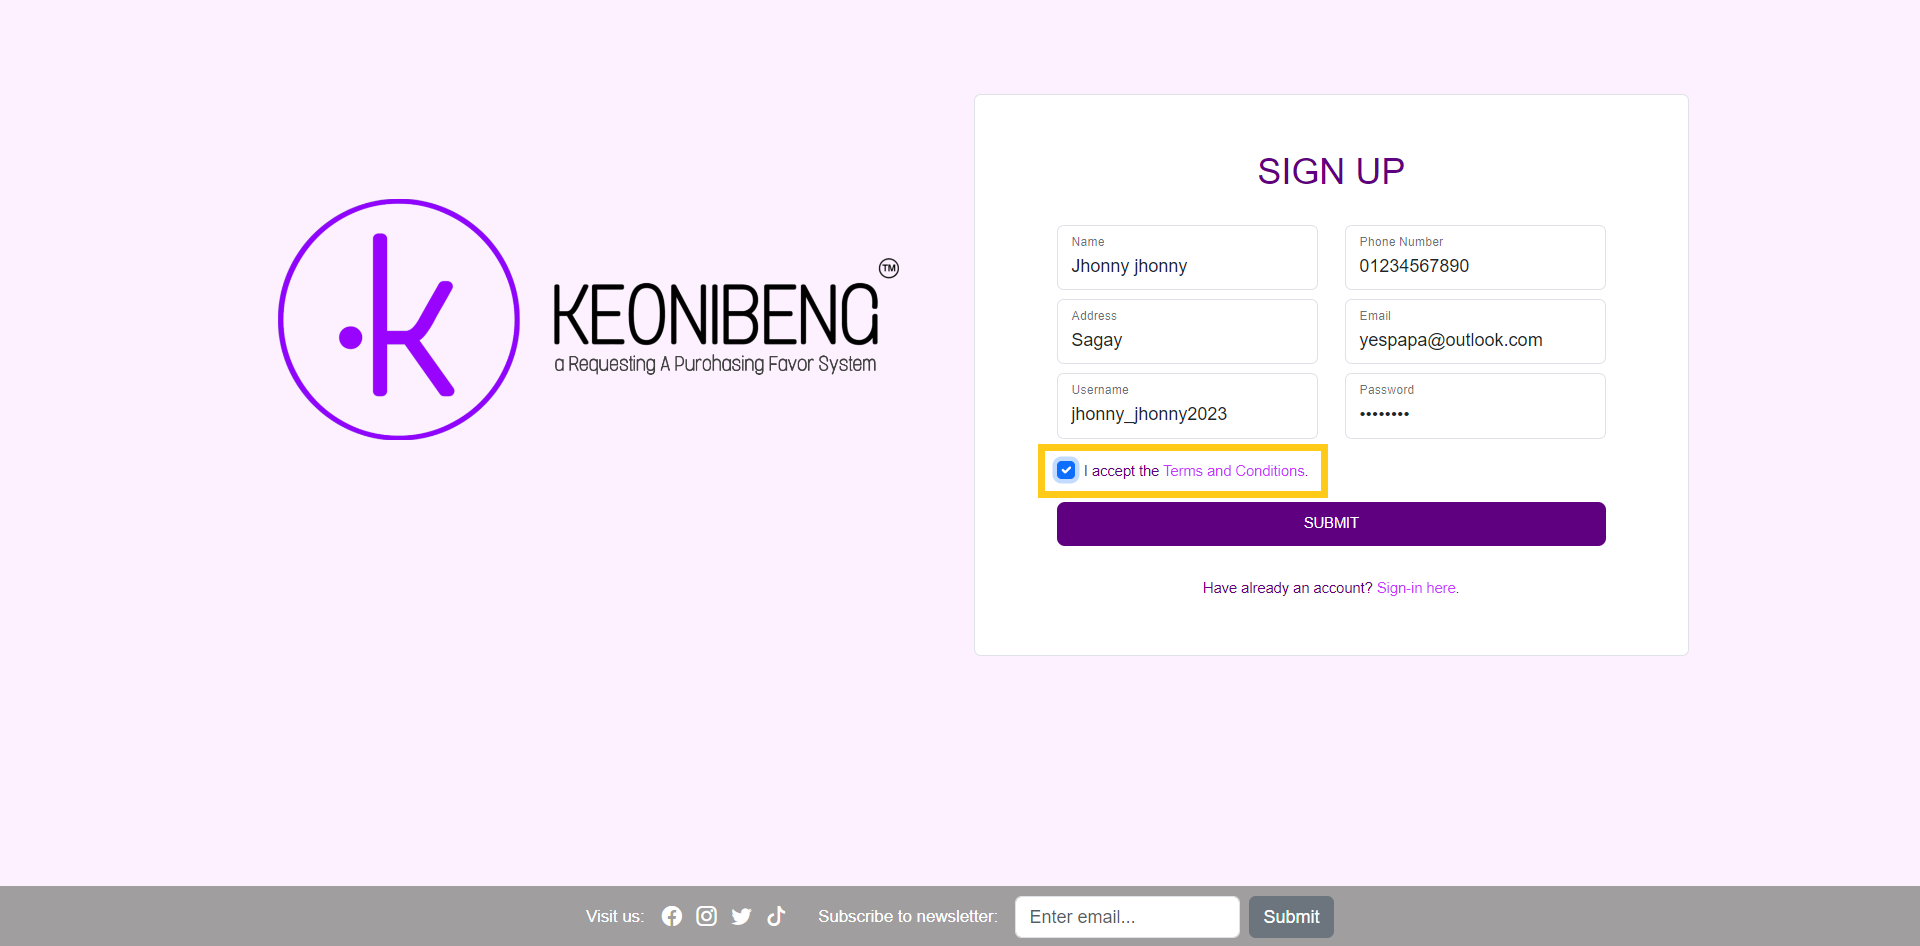 KEONIBENG
TM
a Requesting A Purohasing Favor System
SIGN UP
Name
Jhonny jhonny
Phone Number
01234567890
Address
Sagay
Email
yespapa@outlook.com
Username
jhonny_jhonny2023
Password
••••••••
I accept the Terms and Conditions.
SUBMIT
Have already an account? Sign-in here.
Visit us:
Subscribe to newsletter:
Enter email...
Submit